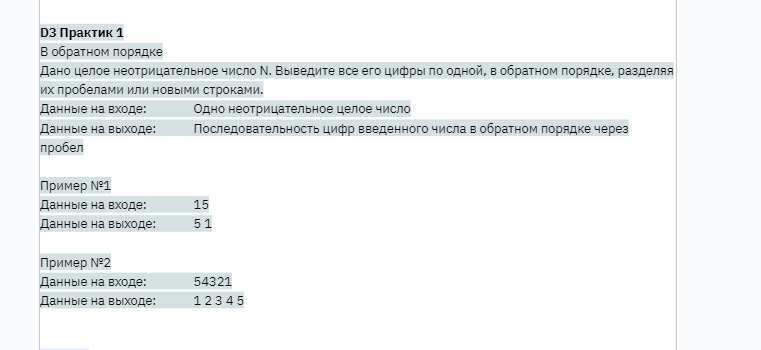 D3 Практик 1
В обратном порядке
Дано целое неотрицательное число N. Выведите все его цифры по одной, в обратном порядке, разделяя
их пробелами или новыми строками.
Данные на входе: Одно неотрицательное целое число
Данные на выходе: Последовательность цифр введенного числа в обратном порядке через
пробел
Пример №1
Данные на входе: 15
Данные на выходе: 5 1
Пример №2
Данные на входе: 54321
Данные на выходе: 1 2 3 4 5